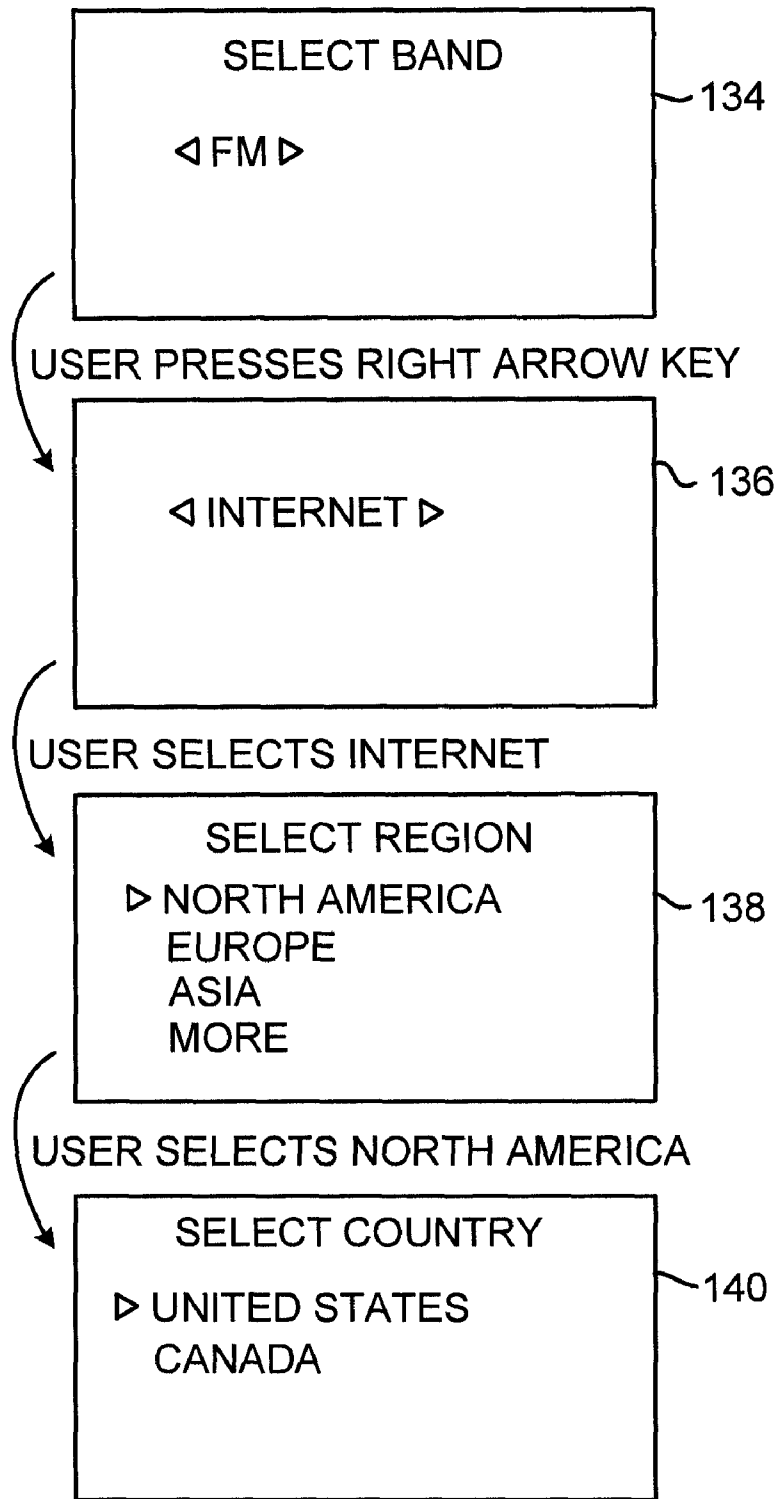 SELECT BAND
134
◁ FM ▷
USER PRESSES RIGHT ARROW KEY
136
◁ INTERNET ▷
USER SELECTS INTERNET
SELECT REGION
▷ NORTH AMERICA
138
EUROPE
ASIA
MORE
USER SELECTS NORTH AMERICA
SELECT COUNTRY
140
▷ UNITED STATES
CANADA